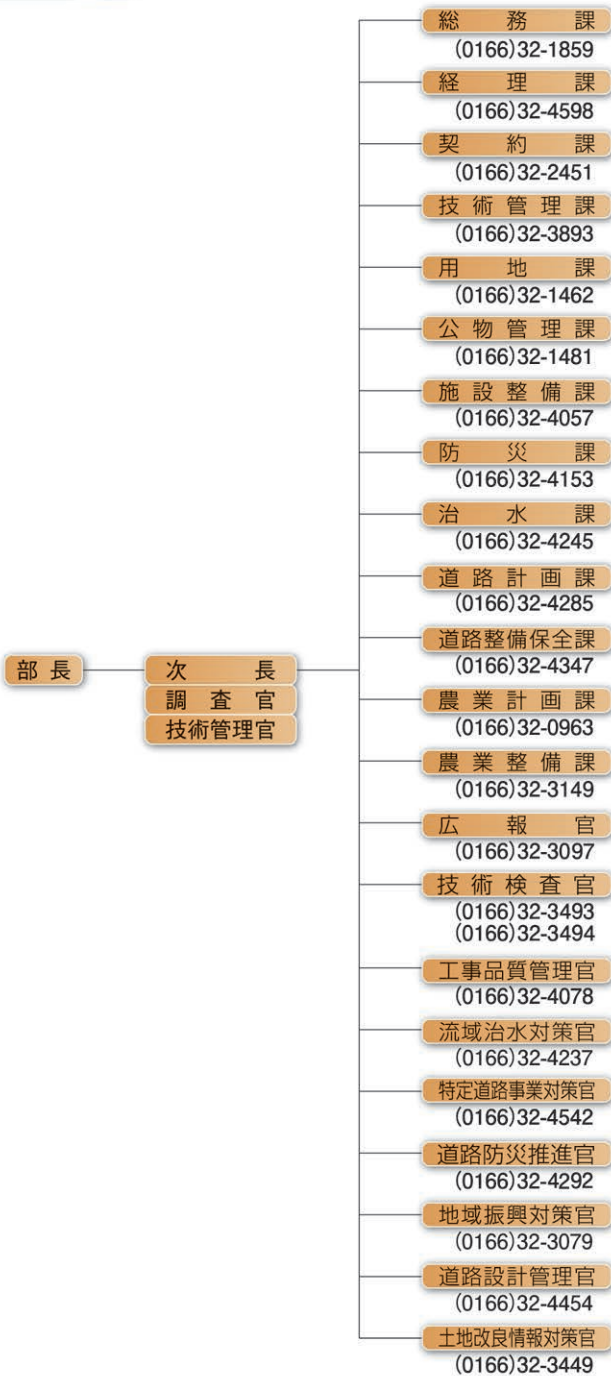 総務課
(0166)32-1859
経理課
(0166)32-4598
契約課
(0166)32-2451
技術管理課
(0166)32-3893
用地課
(0166)32-1462
公物管理課
(0166)32-1481
施設整備課
(0166)32-4057
防災課
(0166)32-4153
治水課
(0166)32-4245
道路計画課
(0166)32-4285
道路整備保全課
(0166)32-4347
部長
次長
調査官
技術管理官
農業計画課
(0166)32-0963
農業整備課
(0166)32-3149
広報官
(0166)32-3097
技術検査官
(0166)32-3493
(0166)32-3494
工事品質管理官
(0166)32-4078
流域治水対策官
(0166)32-4237
特定道路事業対策官
(0166)32-4542
道路防災推進官
(0166)32-4292
地域振興対策官
(0166)32-3079
道路設計管理官
(0166)32-4454
土地改良情報対策官
(0166)32-3449